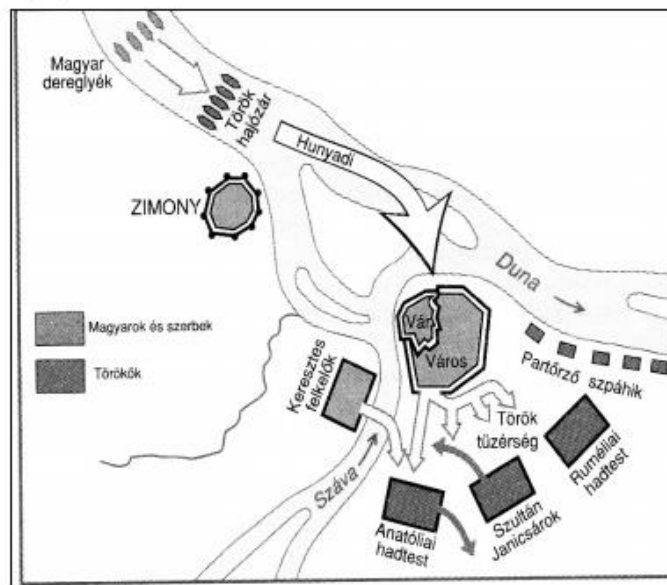 Magyar
dereglyék
Török
hajózár
Hunyadi
ZIMONY
Duna
Magyarok és szerbek
Törökök
Vár
Város
Keresztes
felkelők
Partőrző szpáhik
Török
tüzérség
Ruméliai
hadtest
Száva
Anatóliai
hadtest
Szultán
Janicsárok